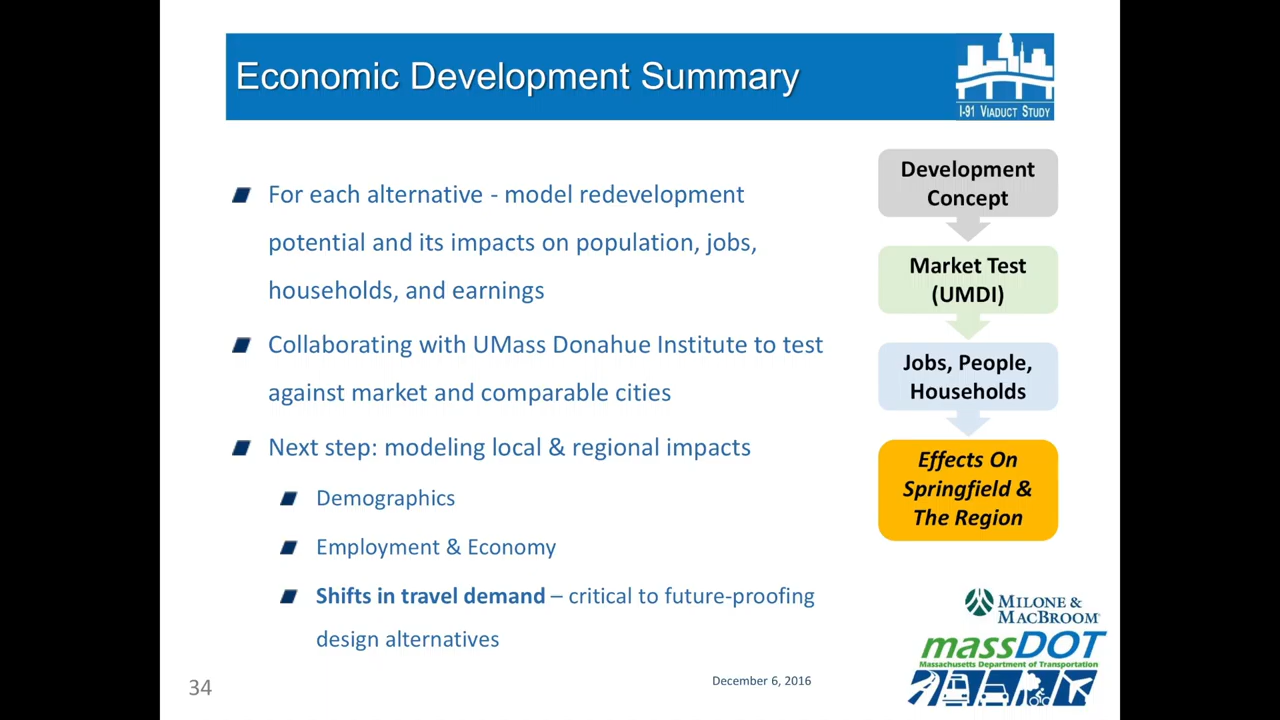 Economic Development Summary
I-91 VIADUCT STUDY
For each alternative - model redevelopment
potential and its impacts on population, jobs,
households, and earnings
Collaborating with UMass Donahue Institute to test
against market and comparable cities
Next step: modeling local & regional impacts
Demographics
Employment & Economy
Shifts in travel demand – critical to future-proofing
design alternatives
Development
Concept
Market Test
(UMDI)
Jobs, People,
Households
Effects On
Springfield &
The Region
MILONE &
MACBROOM
massDOT
Massachusetts Department of Transportation
34
December 6, 2016